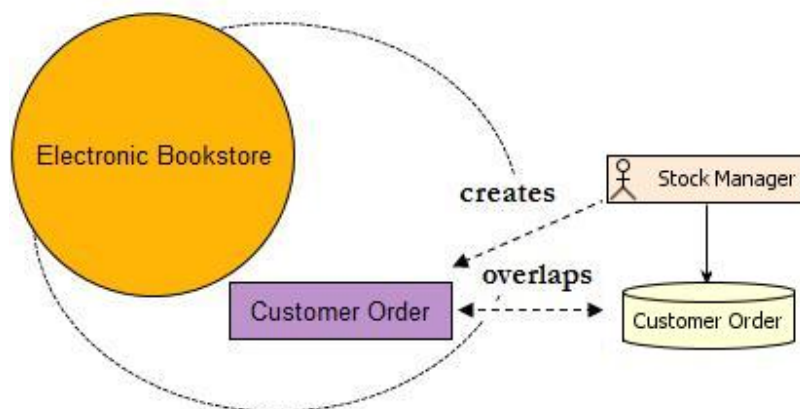 Electronic Bookstore
creates
Stock Manager
overlaps
Customer Order
Customer Order